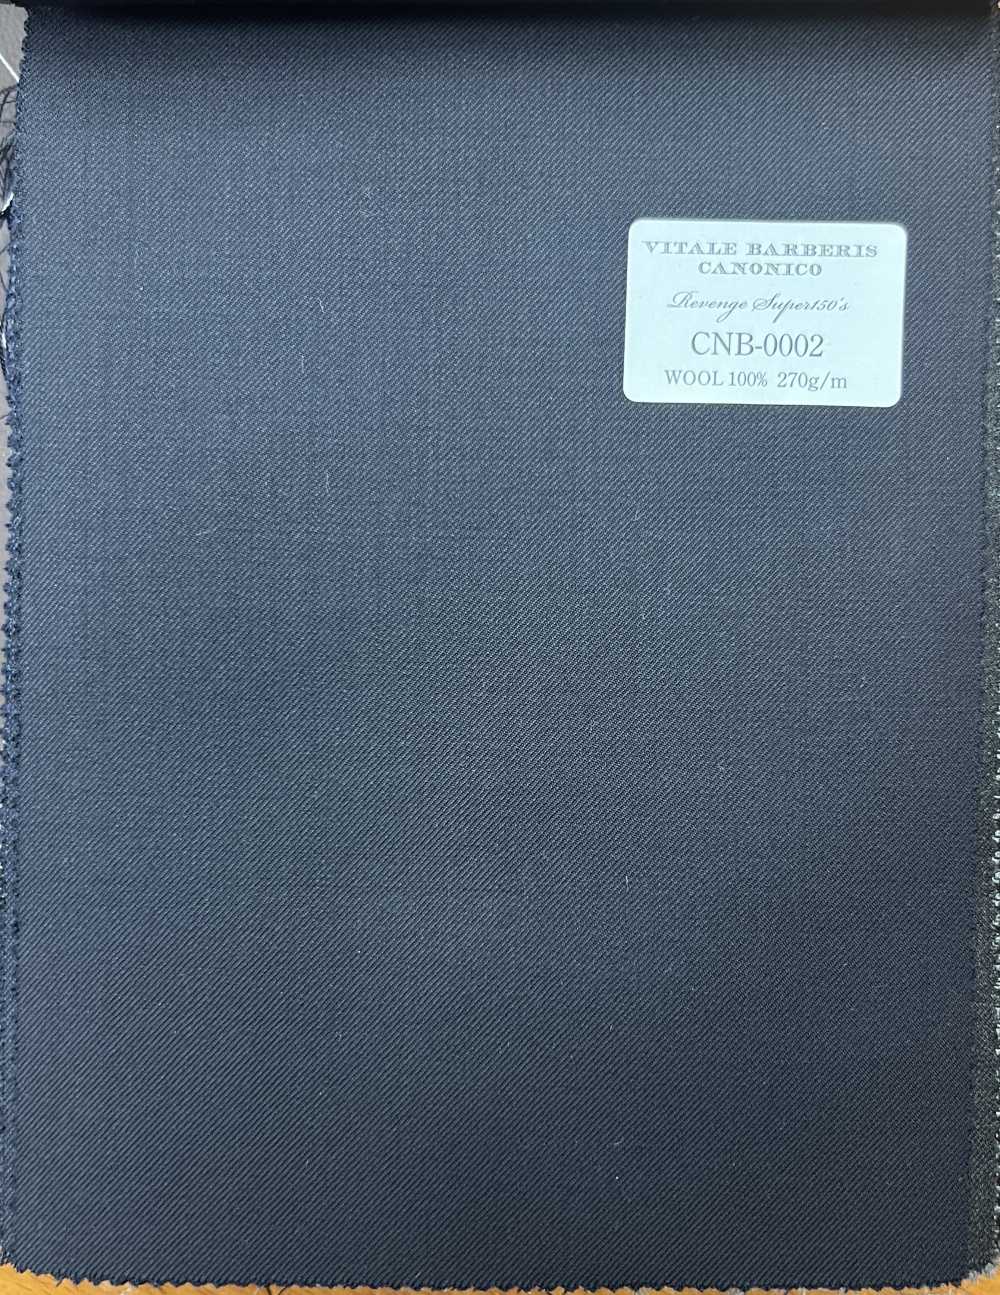 VITALE BARBERIS
CANONICO
Revenge Super150's
CNB-0002
WOOL 100% 270g/m